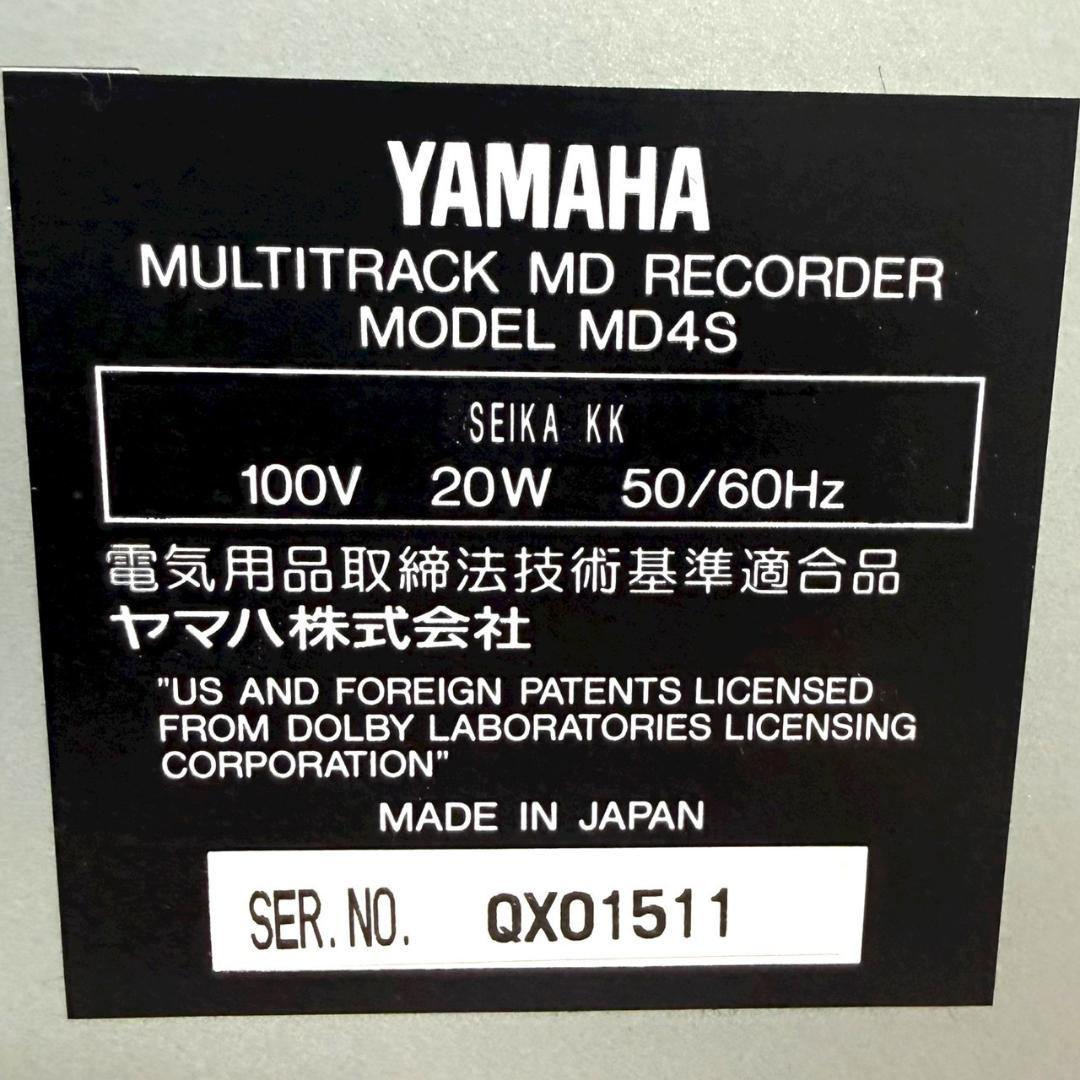 YAMAHA
MULTITRACK MD RECORDER
MODEL MD4S
SEIKA KK
100V 20W 50/60Hz
電気用品取締法技術基準適合品
ヤマハ株式会社
"US AND FOREIGN PATENTS LICENSED
FROM DOLBY LABORATORIES LICENSING
CORPORATION"
MADE IN JAPAN
SER. NO. QX01511